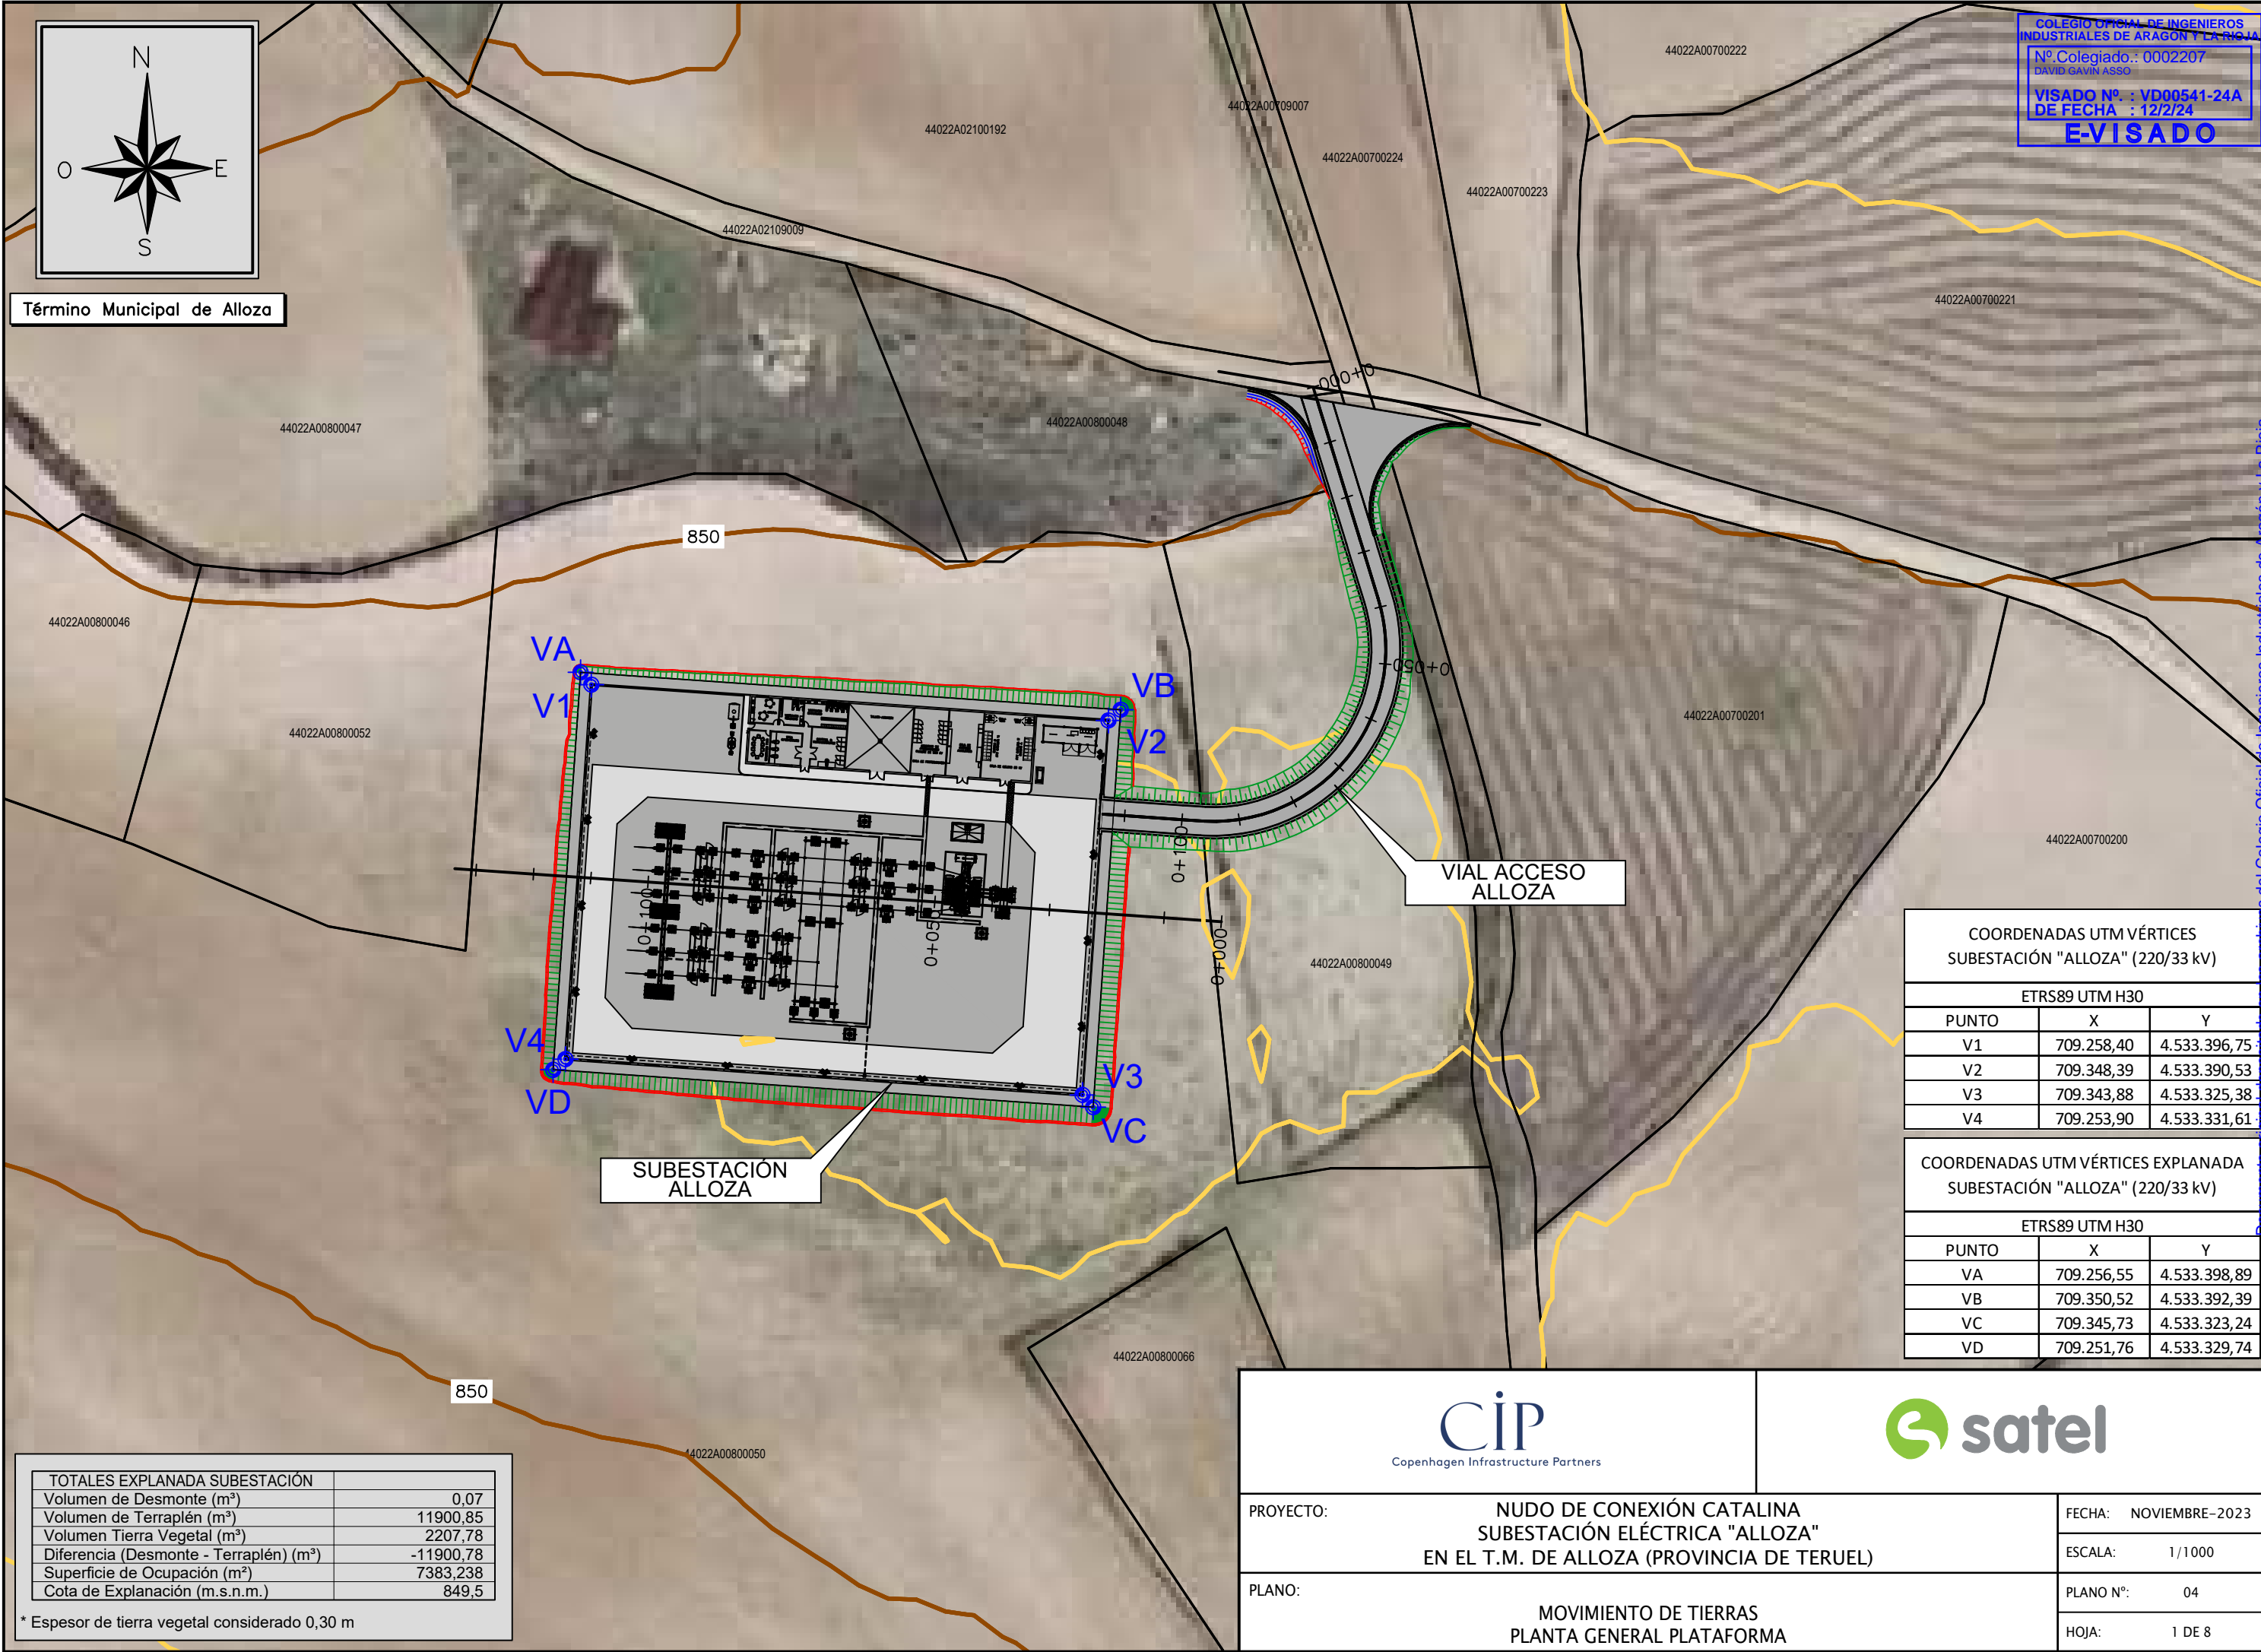 N
O
E
S
Término Municipal de Alloza
COLEGIO OFICIAL DE INGENIEROS
INDUSTRIALES DE ARAGÓN Y LA RIOJA
Nº.Colegiado.: 0002207
DAVID GAVÍN ASSO
VISADO Nº. : VD00541-24A
DE FECHA : 12/2/24
E-VISADO
44022A00700222
44022A00709007
44022A02100192
44022A00700224
44022A00700223
44022A02109009
44022A00700221
44022A00800047
44022A00800048
0+000
850
44022A00800046
44022A00800052
VA
V1
VB
V2
0+050
44022A00700201
44022A00700200
0+100
VIAL ACCESO
ALLOZA
0+100
0+050
0+000
44022A00800049
V4
VD
V3
VC
SUBESTACIÓN
ALLOZA
44022A00800066
850
44022A00800050
COORDENADAS UTM VÉRTICES
SUBESTACIÓN "ALLOZA" (220/33 kV)
ETRS89 UTM H30
PUNTO X Y
V1 709.258,40 4.533.396,75
V2 709.348,39 4.533.390,53
V3 709.343,88 4.533.325,38
V4 709.253,90 4.533.331,61
COORDENADAS UTM VÉRTICES EXPLANADA
SUBESTACIÓN "ALLOZA" (220/33 kV)
ETRS89 UTM H30
PUNTO X Y
VA 709.256,55 4.533.398,89
VB 709.350,52 4.533.392,39
VC 709.345,73 4.533.323,24
VD 709.251,76 4.533.329,74
TOTALES EXPLANADA SUBESTACIÓN
Volumen de Desmonte (m³) 0,07
Volumen de Terraplén (m³) 11900,85
Volumen Tierra Vegetal (m³) 2207,78
Diferencia (Desmonte - Terraplén) (m³) -11900,78
Superficie de Ocupación (m²) 7383,238
Cota de Explanación (m.s.n.m.) 849,5
* Espesor de tierra vegetal considerado 0,30 m
CIP
Copenhagen Infrastructure Partners
satel
PROYECTO:
NUDO DE CONEXIÓN CATALINA
SUBESTACIÓN ELÉCTRICA "ALLOZA"
EN EL T.M. DE ALLOZA (PROVINCIA DE TERUEL)
FECHA: NOVIEMBRE-2023
ESCALA: 1/1000
PLANO:
MOVIMIENTO DE TIERRAS
PLANTA GENERAL PLATAFORMA
PLANO Nº: 04
HOJA: 1 DE 8